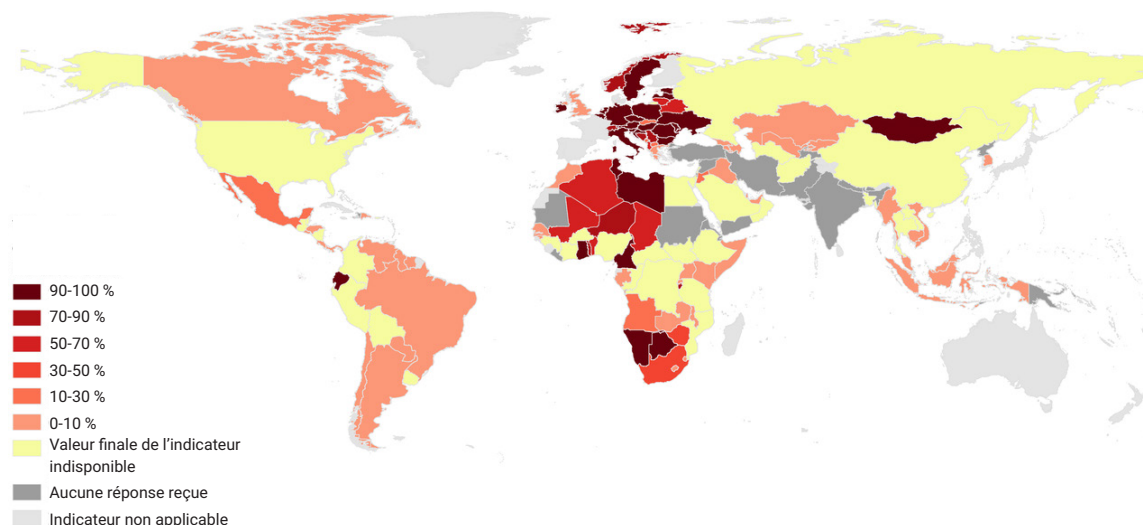 90-100 %
70-90 %
50-70 %
30-50 %
10-30 %
0-10 %
Valeur finale de l'indicateur
indisponible
Aucune réponse reçue
Indicateur non applicable